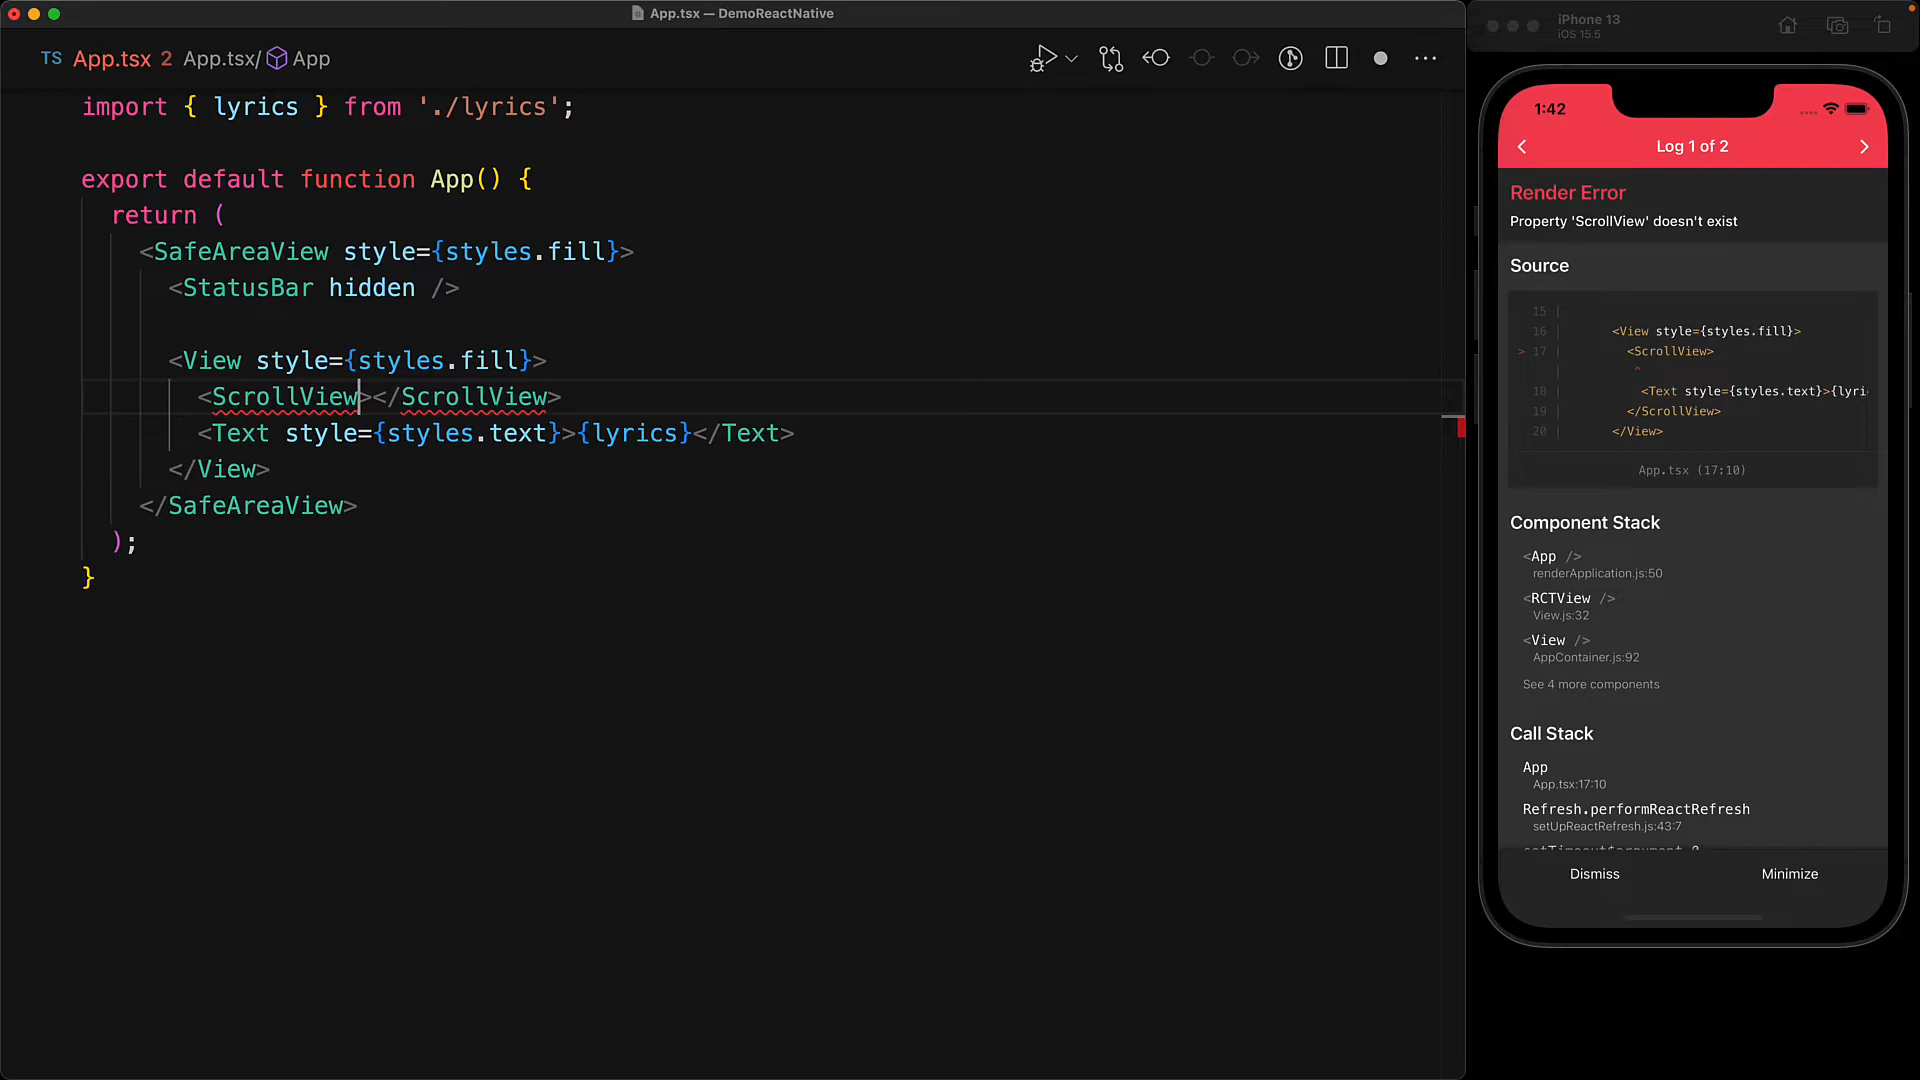 App.tsx — DemoReactNative
TS App.tsx 2 App.tsx/ App
import { lyrics } from './lyrics';
export default function App() {
return (
<SafeAreaView style={styles.fill}>
<StatusBar hidden />
<View style={styles.fill}>
<ScrollView></ScrollView>
<Text style={styles.text}>{lyrics}</Text>
</View>
</SafeAreaView>
);
}
iPhone 13
iOS 15.5
1:42
Log 1 of 2
Render Error
Property 'ScrollView' doesn't exist
Source
15 |
16 | <View style={styles.fill}>
> 17 | <ScrollView>
| ^
18 | <Text style={styles.text}>{lyri
19 | </ScrollView>
20 | </View>
App.tsx (17:10)
Component Stack
<App />
renderApplication.js:50
<RCTView />
View.js:32
<View />
AppContainer.js:92
See 4 more components
Call Stack
App
App.tsx:17:10
Refresh.performReactRefresh
setUpReactRefresh.js:43:7
Dismiss
Minimize